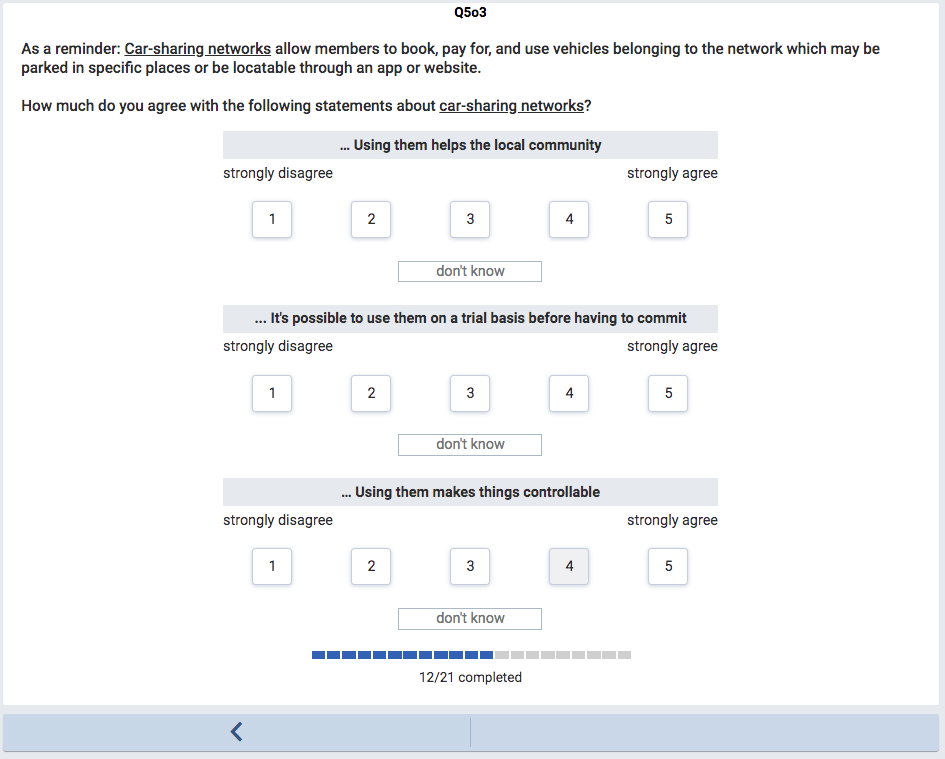 Q5o3
As a reminder: Car-sharing networks allow members to book, pay for, and use vehicles belonging to the network which may be
parked in specific places or be locatable through an app or website.
How much do you agree with the following statements about car-sharing networks?
... Using them helps the local community
strongly disagree strongly agree
1 2 3 4 5
don't know
... It's possible to use them on a trial basis before having to commit
strongly disagree strongly agree
1 2 3 4 5
don't know
... Using them makes things controllable
strongly disagree strongly agree
1 2 3 4 5
don't know
12/21 completed